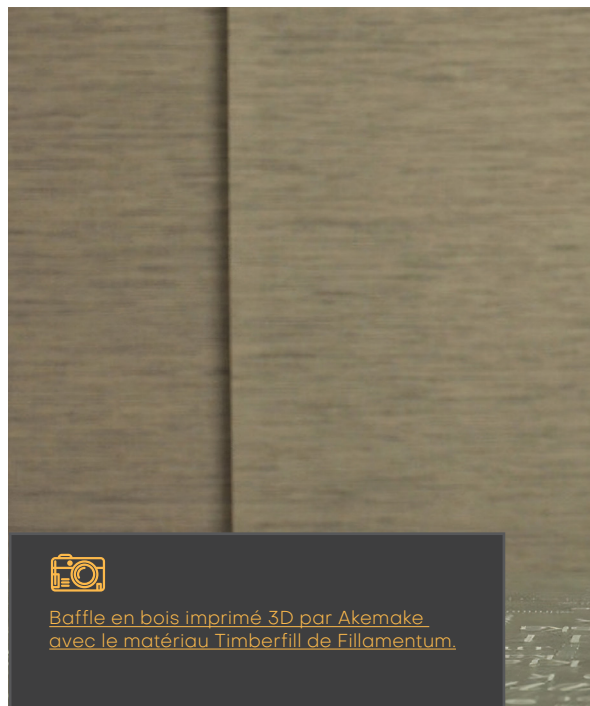 Baffle en bois imprimé 3D par Akemake
avec le matériau Timberfill de Fillamentum.